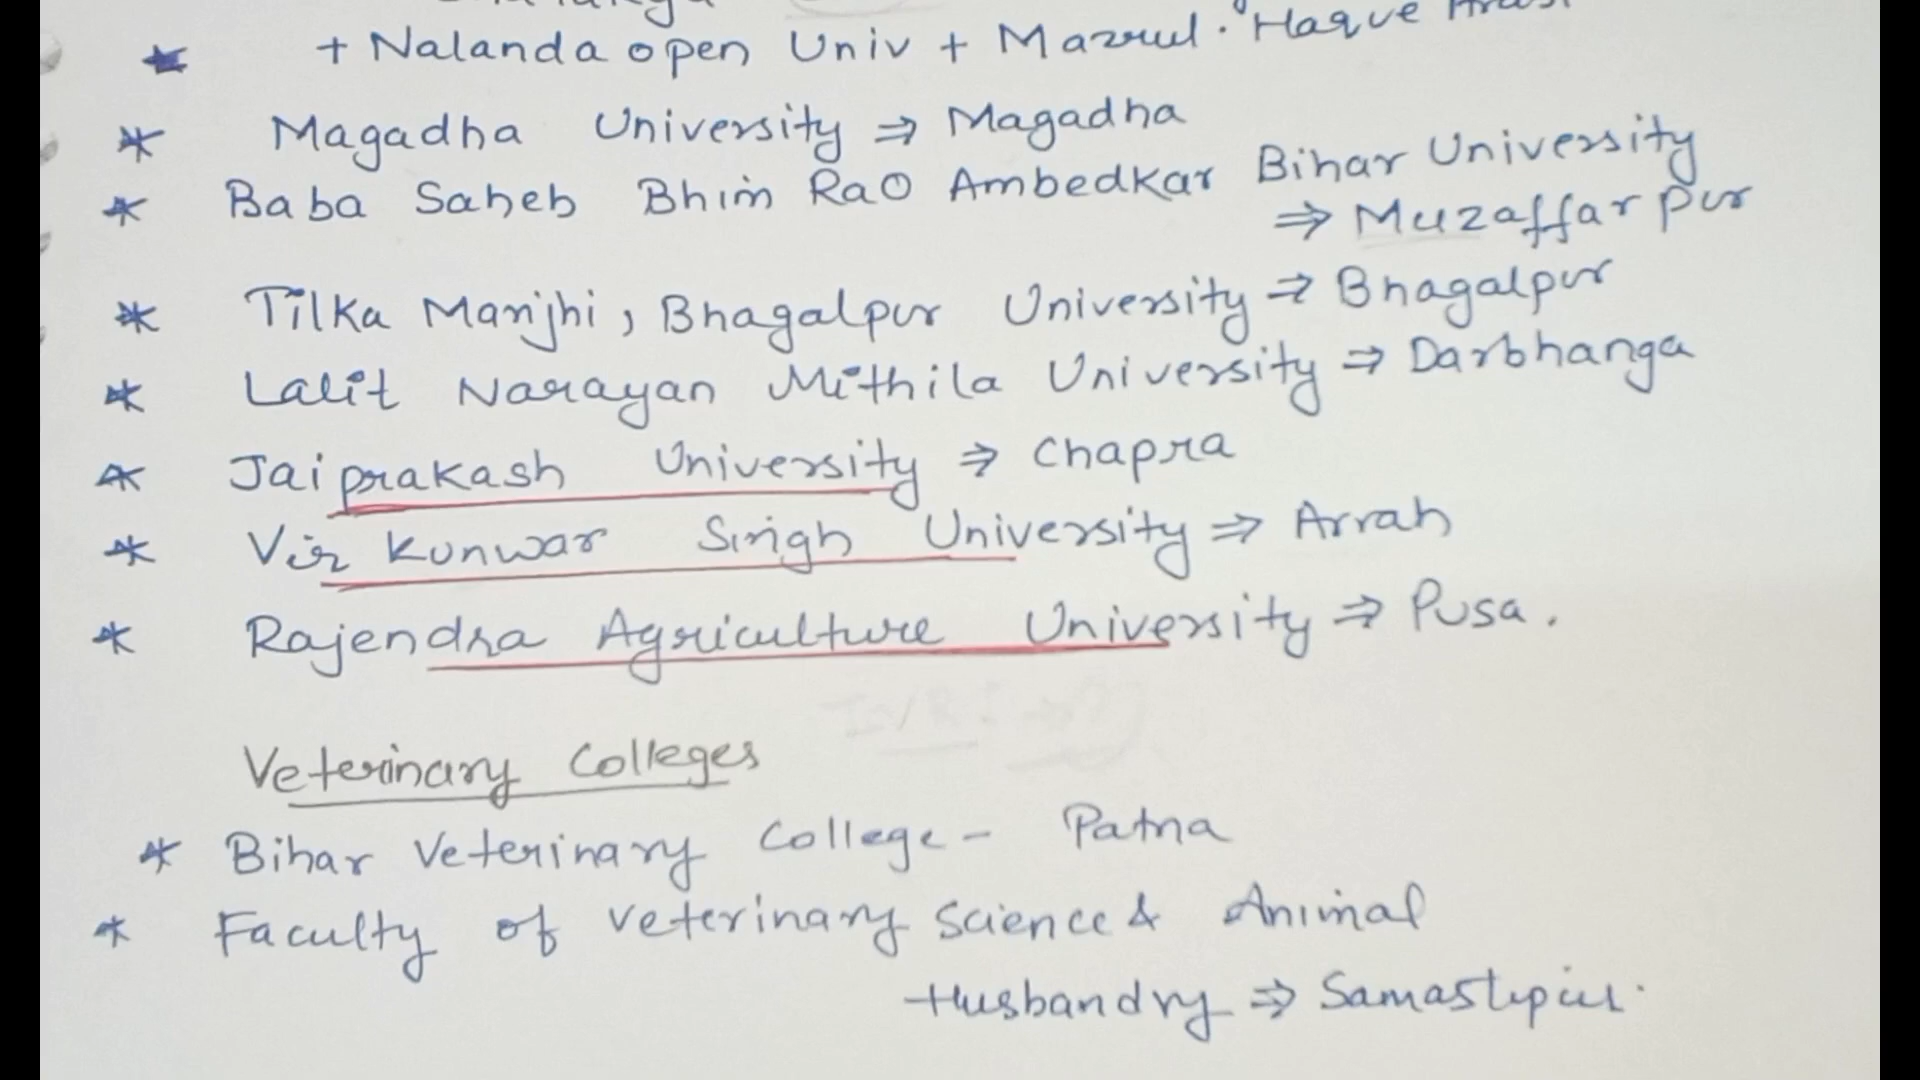 * + Nalanda open Univ + Mazrul. Haque
* Magadha University ⇒ Magadha
* Baba Saheb Bhim Rao Ambedkar Bihar University
⇒ Muzaffarpur
* Tilka Manjhi, Bhagalpur University ⇒ Bhagalpur
* Lalit Narayan Mithila University ⇒ Darbhanga
* Jaiprakash University ⇒ Chapra
* Vir Kunwar Singh University ⇒ Arrah
* Rajendra Agriculture University ⇒ Pusa.
Veterinary Colleges
* Bihar Veterinary College - Patna
* Faculty of Veterinary Science & Animal
Husbandry ⇒ Samastipur.